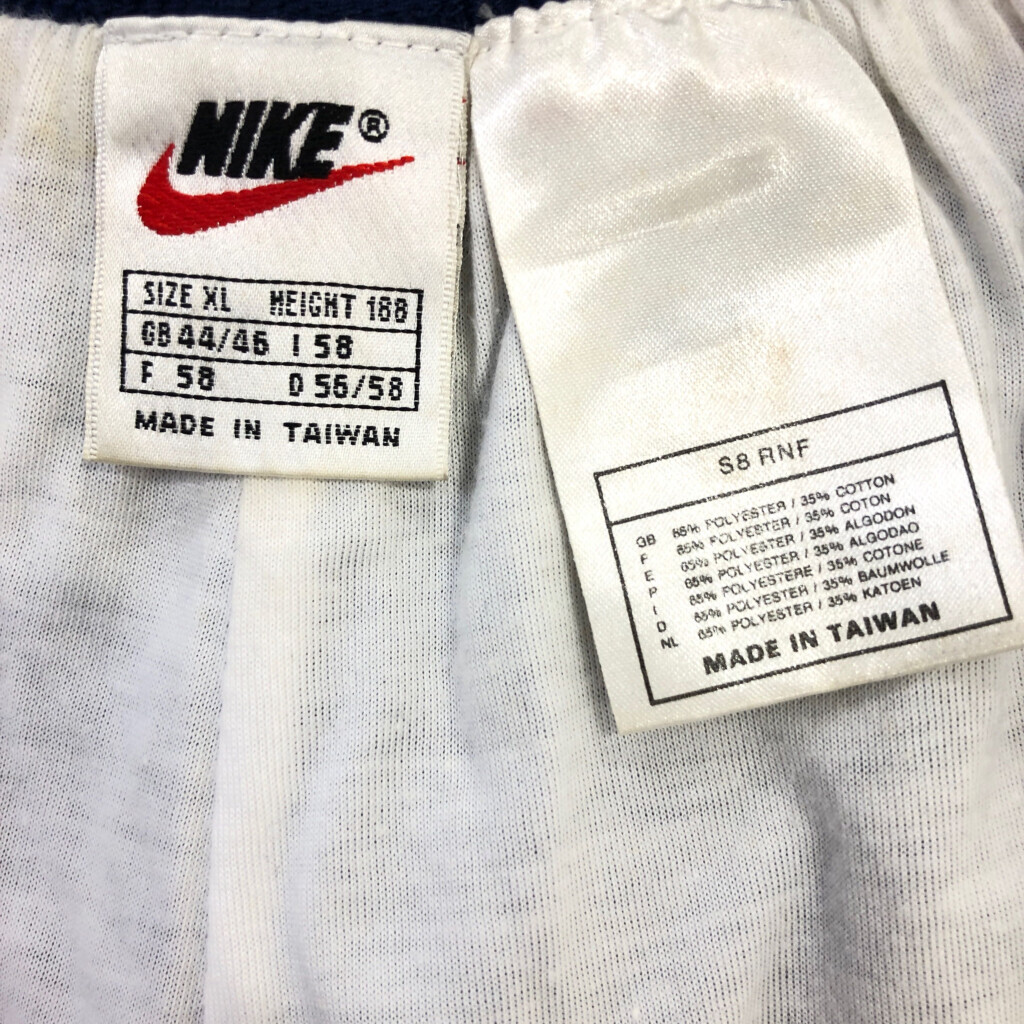 NIKE®
SIZE XL HEIGHT 188
GB 44/46 I 58
F 58 D 56/58
MADE IN TAIWAN
S8 RNF
GB 65% POLYESTER / 35% COTTON
F 65% POLYESTER / 35% COTON
E 65% POLYESTER / 35% ALGODON
P 65% POLYESTER / 35% ALGODAO
I 65% POLYESTERE / 35% COTONE
D 65% POLYESTER / 35% BAUMWOLLE
NL 65% POLYESTER / 35% KATOEN
MADE IN TAIWAN